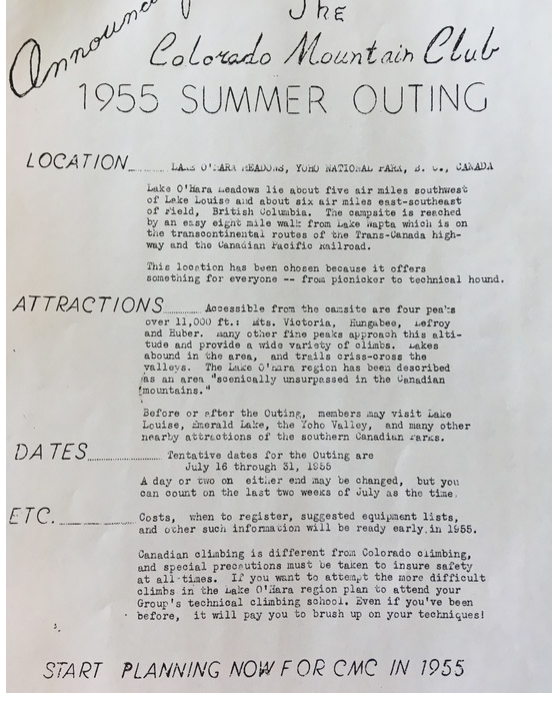 Announcing The
Colorado Mountain Club
1955 SUMMER OUTING
LOCATION LAKE O'HARA MEADOWS, YOHO NATIONAL PARK, B. C., CANADA
Lake O'Hara Meadows lie about five air miles southwest
of Lake Louise and about six air miles east-southeast
of Field, British Columbia. The campsite is reached
by an easy eight mile walk from Lake Wapta which is on
the transcontinental routes of the Trans-Canada high-
way and the Canadian Pacific Railroad.
This location has been chosen because it offers
something for everyone -- from picnicker to technical hound.
ATTRACTIONS Accessible from the camsite are four peaks
over 11,000 ft.: Mts. Victoria, Hungabee, Lefroy
and Huber. Many other fine peaks approach this alti-
tude and provide a wide variety of climbs. Lakes
abound in the area, and trails criss-cross the
valleys. The Lake O'Hara region has been described
as an area "scenically unsurpassed in the Canadian
mountains."
Before or after the Outing, members may visit Lake
Louise, Emerald Lake, the Yoho Valley, and many other
nearby attractions of the southern Canadian Parks.
DATES Tentative dates for the Outing are
July 16 through 31, 1955
A day or two on either end may be changed, but you
can count on the last two weeks of July as the time.
ETC. Costs, when to register, suggested equipment lists,
and other such information will be ready early in 1955.
Canadian climbing is different from Colorado climbing,
and special precautions must be taken to insure safety
at all times. If you want to attempt the more difficult
climbs in the Lake O'Hara region plan to attend your
Group's technical climbing school. Even if you've been
before, it will pay you to brush up on your techniques!
START PLANNING NOW FOR CMC IN 1955